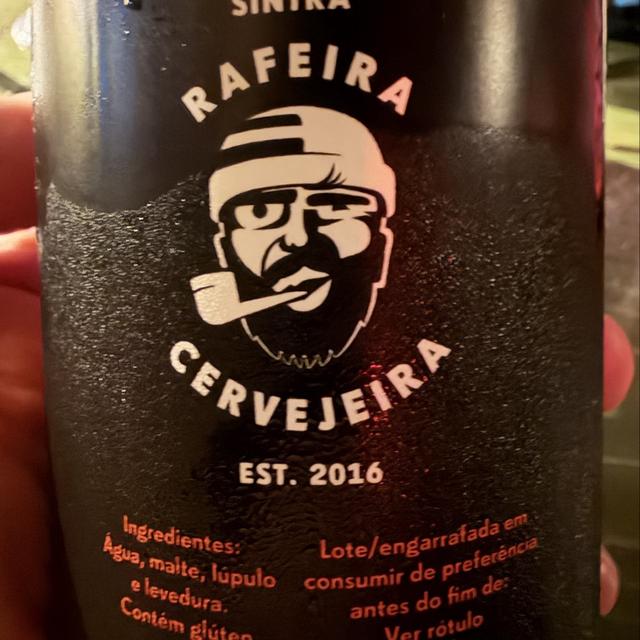 SINTRA
RAFEIRA
CERVEJEIRA
EST. 2016
Ingredientes:
Água, malte, lúpulo
e levedura.
Contém glúten
Lote/engarrafada em
consumir de preferência
antes do fim de:
Ver rótulo